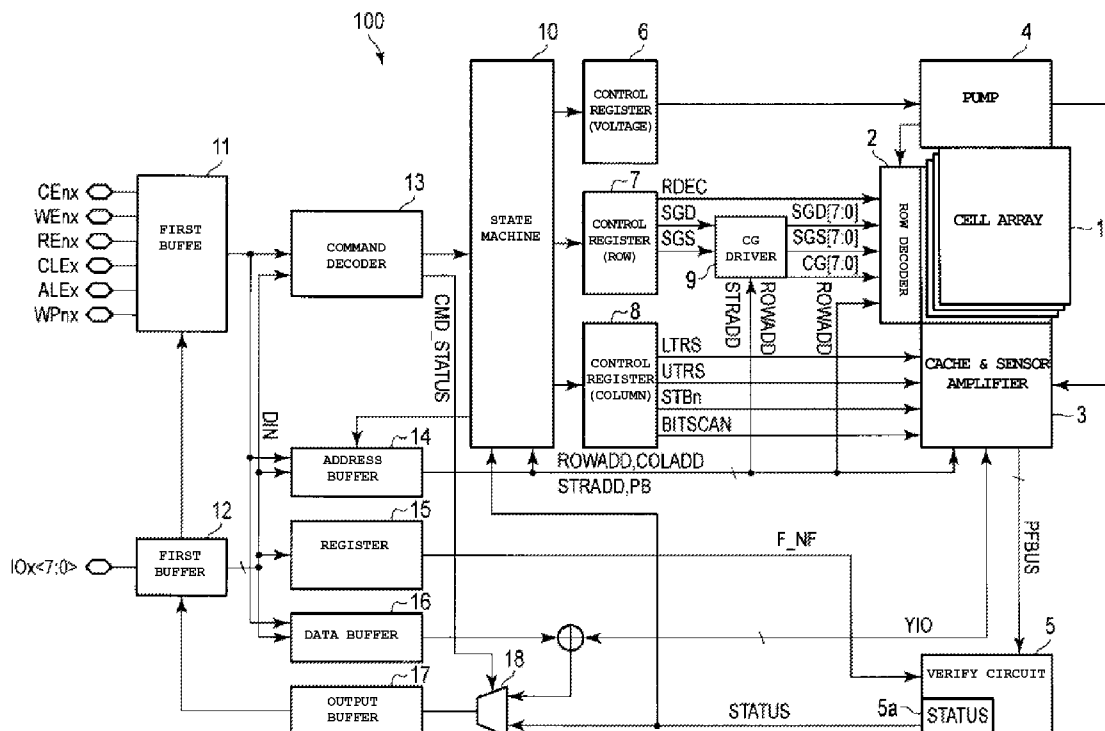 100
10
6
4
11
13
2
CONTROL
REGISTER
(VOLTAGE)
PUMP
CEnx
WEnx
REnx
CLEx
ALEx
WPnx
FIRST
BUFFE
COMMAND
DECODER
STATE
MACHINE
7
CONTROL
REGISTER
(ROW)
RDEC
SGD
SGS
CG
DRIVER
9
SGD[7:0]
SGS[7:0]
CG[7:0]
ROW DECODER
CELL ARRAY
1
STRADD
ROWADD
ROWADD
CMD_STATUS
8
CONTROL
REGISTER
(COLUMN)
LTRS
UTRS
STBn
BITSCAN
CACHE & SENSOR
AMPLIFIER
3
DIN
14
ADDRESS
BUFFER
ROWADD,COLADD
STRADD,PB
12
FIRST
BUFFER
IOx<7:0>
15
REGISTER
F_NF
PFBUS
16
DATA BUFFER
YIO
5
VERIFY CIRCUIT
17
OUTPUT
BUFFER
18
STATUS
5a
STATUS